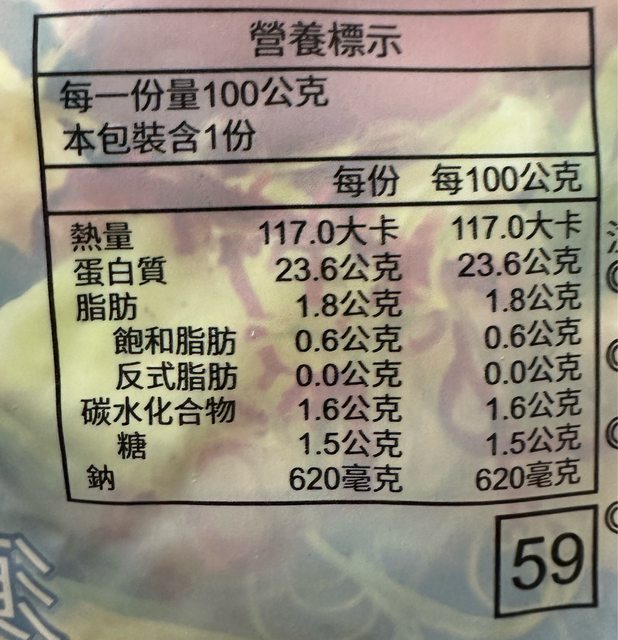 營養標示
每一份量100公克
本包裝含1份
每份 每100公克
熱量 117.0大卡 117.0大卡
蛋白質 23.6公克 23.6公克
脂肪 1.8公克 1.8公克
飽和脂肪 0.6公克 0.6公克
反式脂肪 0.0公克 0.0公克
碳水化合物 1.6公克 1.6公克
糖 1.5公克 1.5公克
鈉 620毫克 620毫克
59